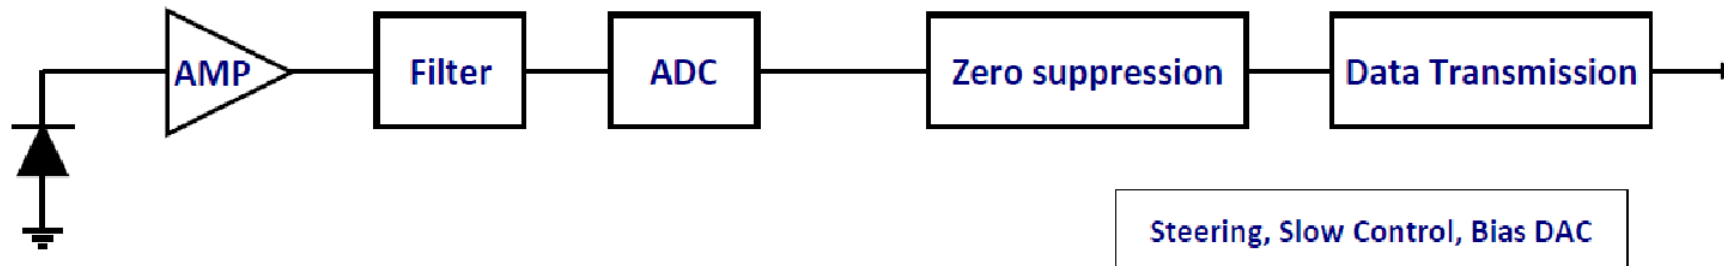 AMP
Filter
ADC
Zero suppression
Data Transmission
Steering, Slow Control, Bias DAC